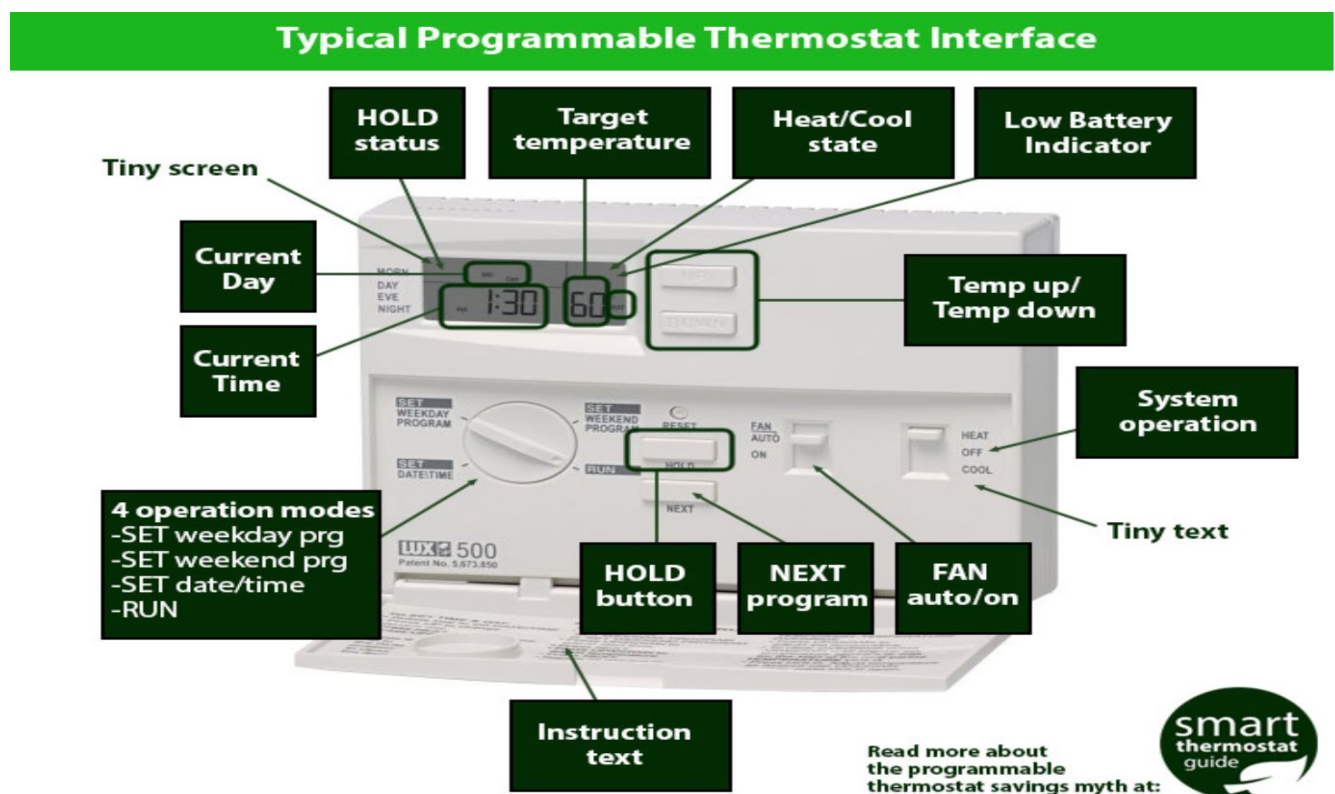 Typical Programmable Thermostat Interface
HOLD
status
Target
temperature
Heat/Cool
state
Low Battery
Indicator
Tiny screen
Current
Day
MORN
DAY
EVE
NIGHT
PM 1:30 60
UP
DOWN
Temp up/
Temp down
Current
Time
System
operation
SET
WEEKDAY
PROGRAM
SET
WEEKEND
PROGRAM
RESET
FAN
AUTO
ON
HEAT
OFF
COOL
SET
DATE\TIME
RUN
HOLD
NEXT
4 operation modes
-SET weekday prg
-SET weekend prg
-SET date/time
-RUN
LUX 500
Patent No. 5,673,850
Tiny text
HOLD
button
NEXT
program
FAN
auto/on
Instruction
text
smart
thermostat
guide
Read more about
the programmable
thermostat savings myth at: